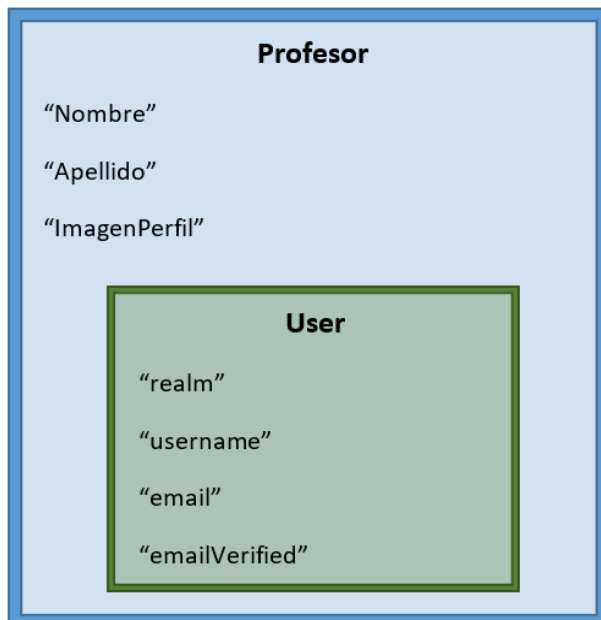 Profesor
“Nombre”
“Apellido”
“ImagenPerfil”
User
“realm”
“username”
“email”
“emailVerified”